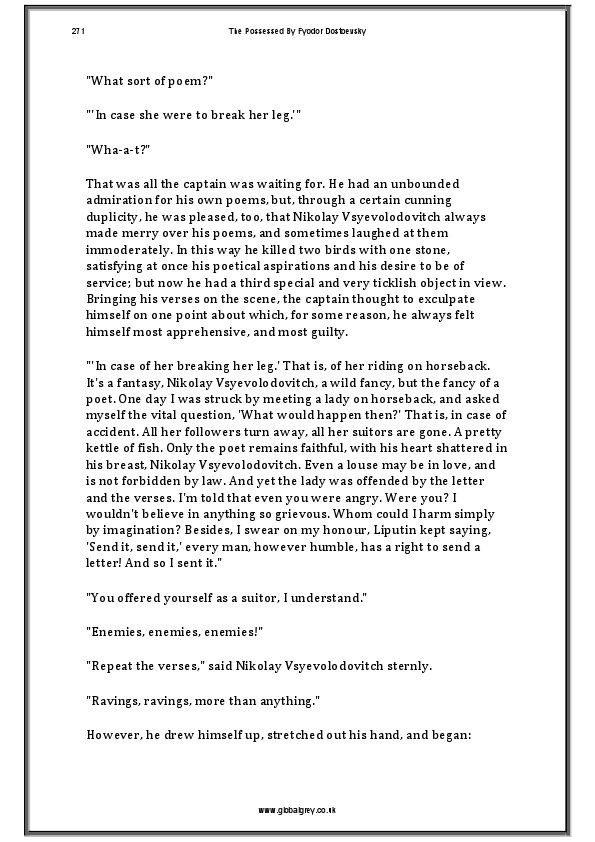 271 The Possessed By Fyodor Dostoevsky
"What sort of poem?"
"'In case she were to break her leg.'"
"Wha-a-t?"
That was all the captain was waiting for. He had an unbounded
admiration for his own poems, but, through a certain cunning
duplicity, he was pleased, too, that Nikolay Vsyevolodovitch always
made merry over his poems, and sometimes laughed at them
immoderately. In this way he killed two birds with one stone,
satisfying at once his poetical aspirations and his desire to be of
service; but now he had a third special and very ticklish object in view.
Bringing his verses on the scene, the captain thought to exculpate
himself on one point about which, for some reason, he always felt
himself most apprehensive, and most guilty.
"'In case of her breaking her leg.' That is, of her riding on horseback.
It's a fantasy, Nikolay Vsyevolodovitch, a wild fancy, but the fancy of a
poet. One day I was struck by meeting a lady on horseback, and asked
myself the vital question, 'What would happen then?' That is, in case of
accident. All her followers turn away, all her suitors are gone. A pretty
kettle of fish. Only the poet remains faithful, with his heart shattered in
his breast, Nikolay Vsyevolodovitch. Even a louse may be in love, and
is not forbidden by law. And yet the lady was offended by the letter
and the verses. I'm told that even you were angry. Were you? I
wouldn't believe in anything so grievous. Whom could I harm simply
by imagination? Besides, I swear on my honour, Liputin kept saying,
'Send it, send it,' every man, however humble, has a right to send a
letter! And so I sent it."
"You offered yourself as a suitor, I understand."
"Enemies, enemies, enemies!"
"Repeat the verses," said Nikolay Vsyevolodovitch sternly.
"Ravings, ravings, more than anything."
However, he drew himself up, stretched out his hand, and began:
www.globalgrey.co.uk